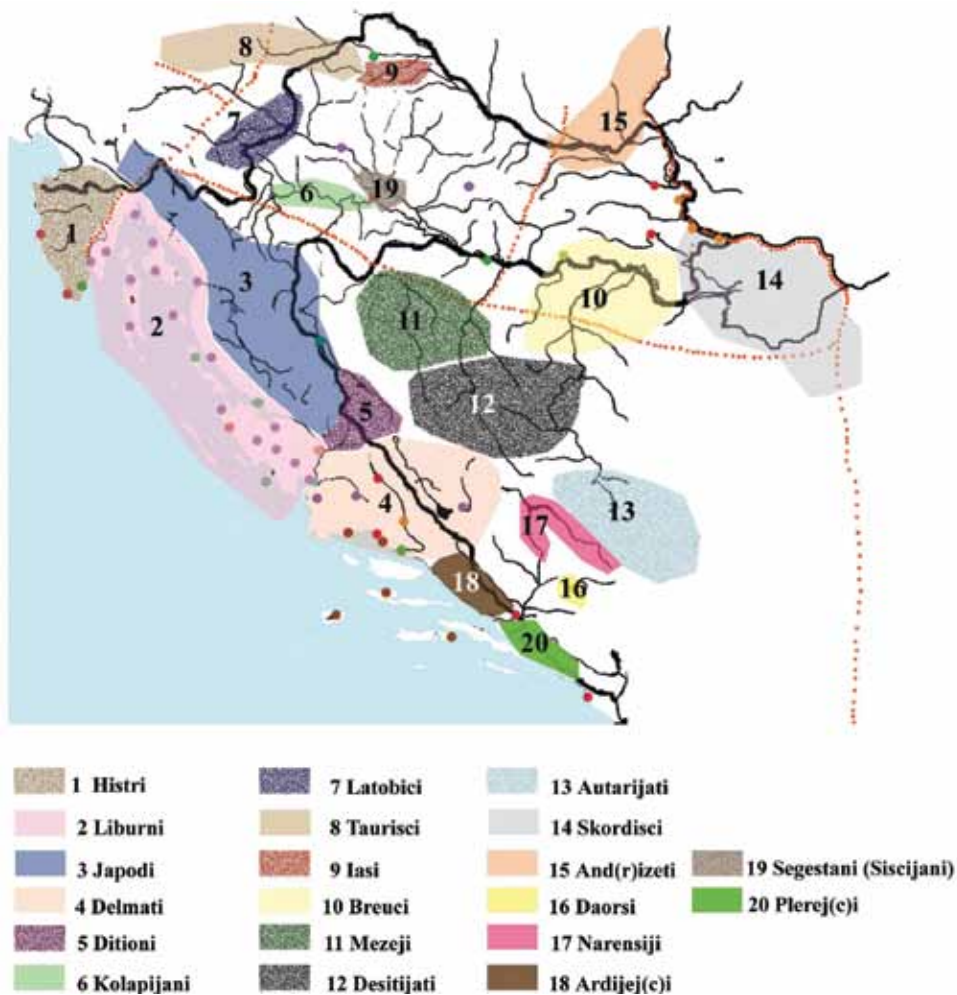 8
9
15
7
19
6
1
3
14
10
2
11
12
5
4
13
17
18
16
20
1 Histri
2 Liburni
3 Japodi
4 Delmati
5 Ditioni
6 Kolapijani
7 Latobici
8 Taurisci
9 Iasi
10 Breuci
11 Mezeji
12 Desitijati
13 Autarijati
14 Skordisci
15 And(r)izeti
16 Daorsi
17 Narensiji
18 Ardijej(c)i
19 Segestani (Siscijani)
20 Plerej(c)i